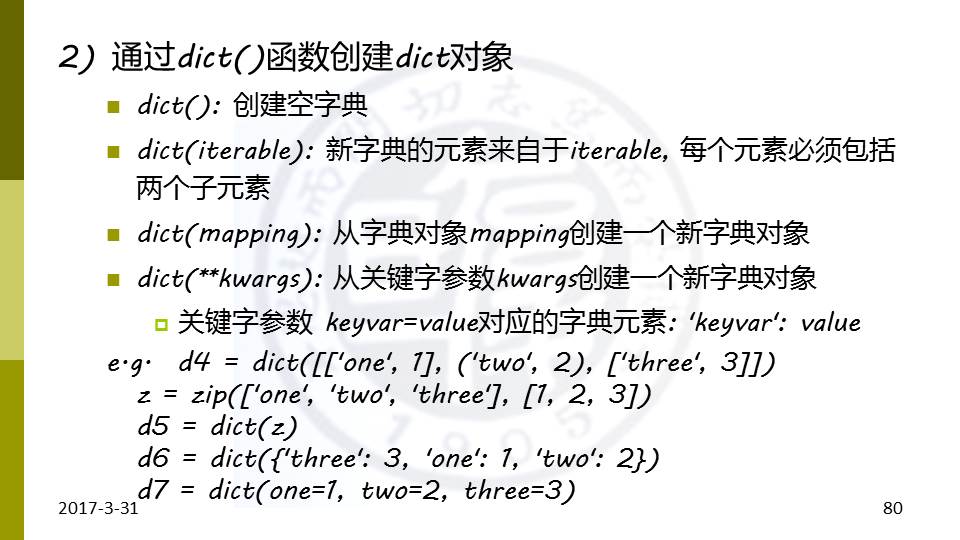 2) 通过dict()函数创建dict对象
dict(): 创建空字典
dict(iterable): 新字典的元素来自于iterable, 每个元素必须包括
两个子元素
dict(mapping): 从字典对象mapping创建一个新字典对象
dict(**kwargs): 从关键字参数kwargs创建一个新字典对象
关键字参数 keyvar=value对应的字典元素: 'keyvar': value
e.g. d4 = dict([['one', 1], ('two', 2), ['three', 3]])
z = zip(['one', 'two', 'three'], [1, 2, 3])
d5 = dict(z)
d6 = dict({'three': 3, 'one': 1, 'two': 2})
d7 = dict(one=1, two=2, three=3)
2017-3-31
80
1905